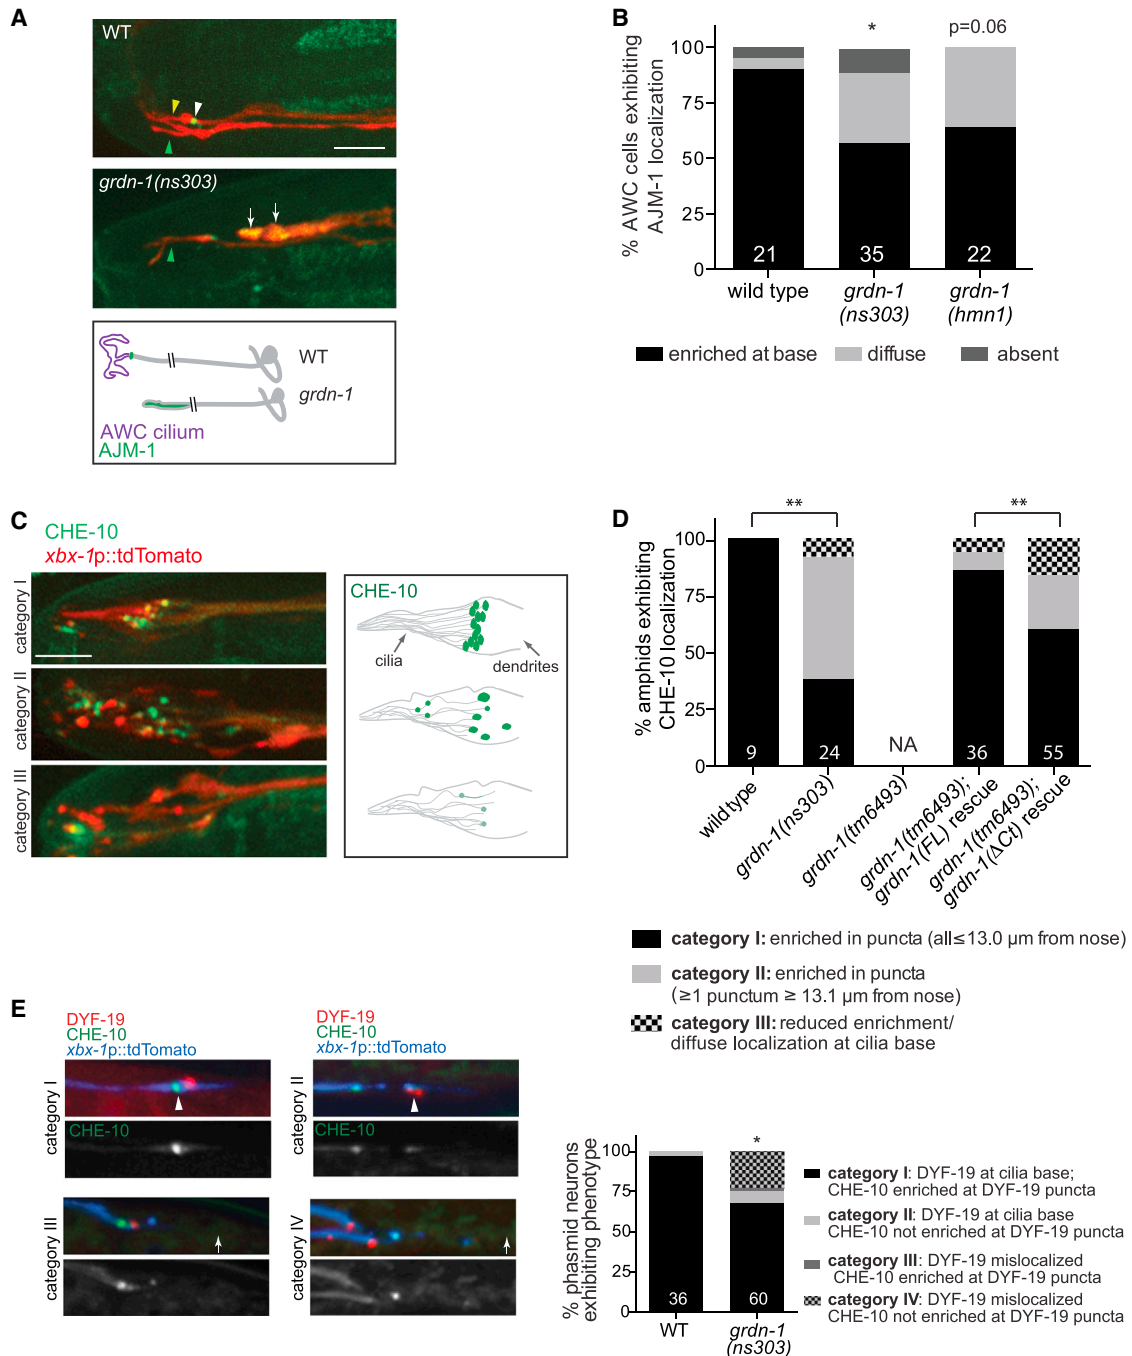 A
WT
grdn-1(ns303)
WT
grdn-1
AWC cilium
AJM-1
B
% AWC cells exhibiting
AJM-1 localization
100
75
50
25
0
*
p=0.06
21
35
22
wild type
grdn-1
(ns303)
grdn-1
(hmn1)
enriched at base
diffuse
absent
C
CHE-10
xbx-1p::tdTomato
category I
category II
category III
CHE-10
cilia
dendrites
D
% amphids exhibiting
CHE-10 localization
100
75
50
25
0
**
**
9
24
NA
36
55
wild type
grdn-1(ns303)
grdn-1(tm6493)
grdn-1(tm6493);
grdn-1(FL) rescue
grdn-1(tm6493);
grdn-1(ΔCt) rescue
category I: enriched in puncta (all≤13.0 µm from nose)
category II: enriched in puncta
(≥1 punctum ≥ 13.1 µm from nose)
category III: reduced enrichment/
diffuse localization at cilia base
E
DYF-19
CHE-10
xbx-1p::tdTomato
category I
CHE-10
DYF-19
CHE-10
xbx-1p::tdTomato
category II
CHE-10
category III
category IV
% phasmid neurons
exhibiting phenotype
100
75
50
25
0
*
36
60
WT
grdn-1
(ns303)
category I: DYF-19 at cilia base;
CHE-10 enriched at DYF-19 puncta
category II: DYF-19 at cilia base
CHE-10 not enriched at DYF-19 puncta
category III: DYF-19 mislocalized
CHE-10 enriched at DYF-19 puncta
category IV: DYF-19 mislocalized
CHE-10 not enriched at DYF-19 puncta